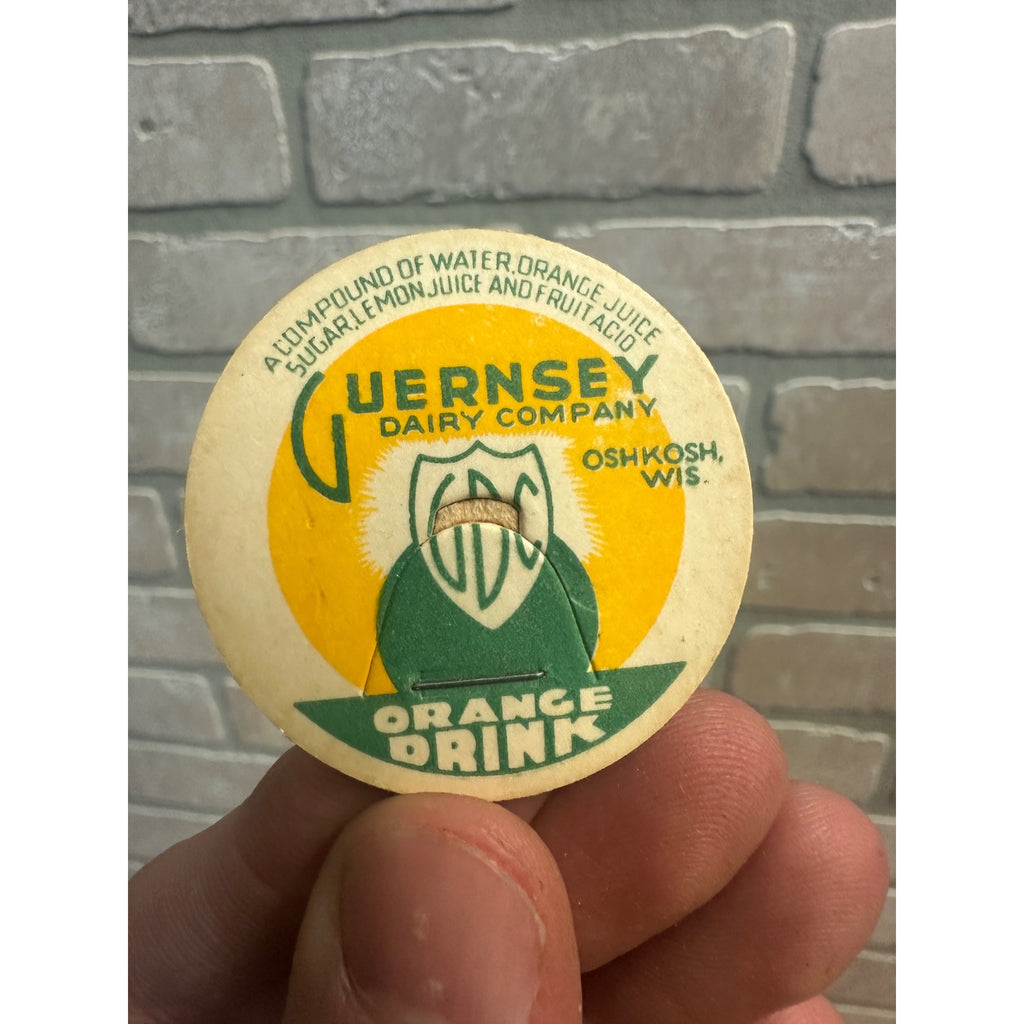 A COMPOUND OF WATER, ORANGE JUICE
SUGAR, LEMON JUICE AND FRUIT ACID
GUERNSEY
DAIRY COMPANY
OSHKOSH,
WIS.
GDC
GDC
ORANGE
DRINK